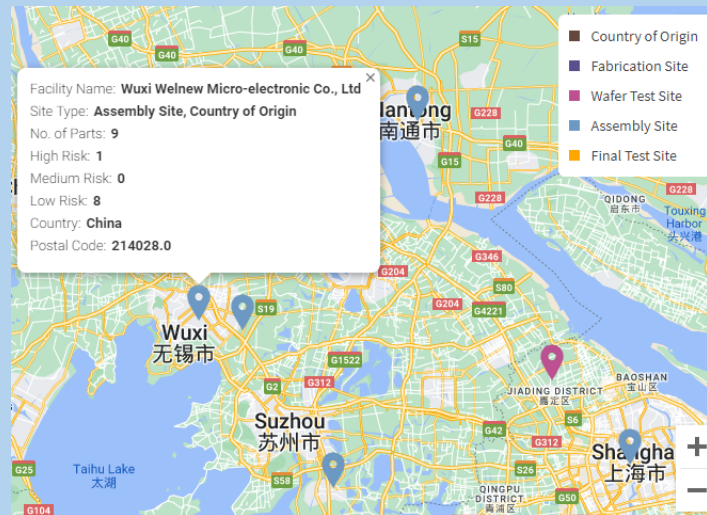 G40
G40
G40
S15
Country of Origin
Fabrication Site
Wafer Test Site
Assembly Site
Final Test Site
Facility Name: Wuxi Welnew Micro-electronic Co., Ltd
Site Type: Assembly Site, Country of Origin
No. of Parts: 9
High Risk: 1
Medium Risk: 0
Low Risk: 8
Country: China
Postal Code: 214028.0
×
lantong
南通市
G228
G40
G15
G228
G228
QIDONG
启东市
Touxing
Harbor
头兴港
G346
G204
S80
G204
G4221
S19
Wuxi
无锡市
G1522
G2
G312
JIADING DISTRICT
嘉定区
BAOSHAN
宝山区
S6
Suzhou
苏州市
G42
G312
Shangha
上海市
G25
Taihu Lake
太湖
S58
S26
QINGPU
DISTRICT
青浦区
G50
G104
+
−